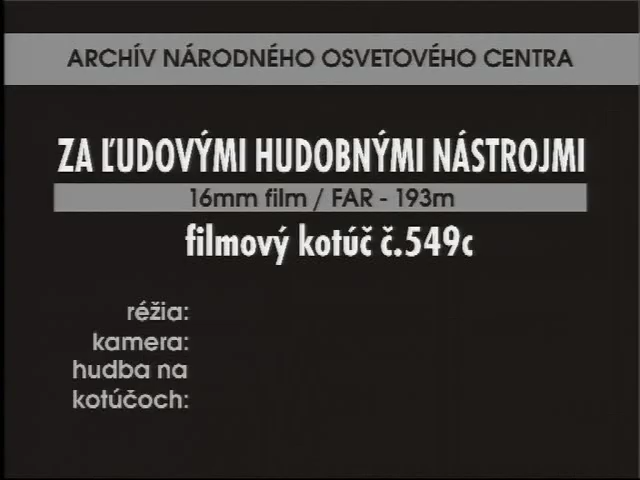 ARCHÍV NÁRODNÉHO OSVETOVÉHO CENTRA
ZA ĽUDOVÝMI HUDOBNÝMI NÁSTROJMI
16mm film / FAR - 193m
filmový kotúč č.549c
réžia:
kamera:
hudba na
kotúčoch: